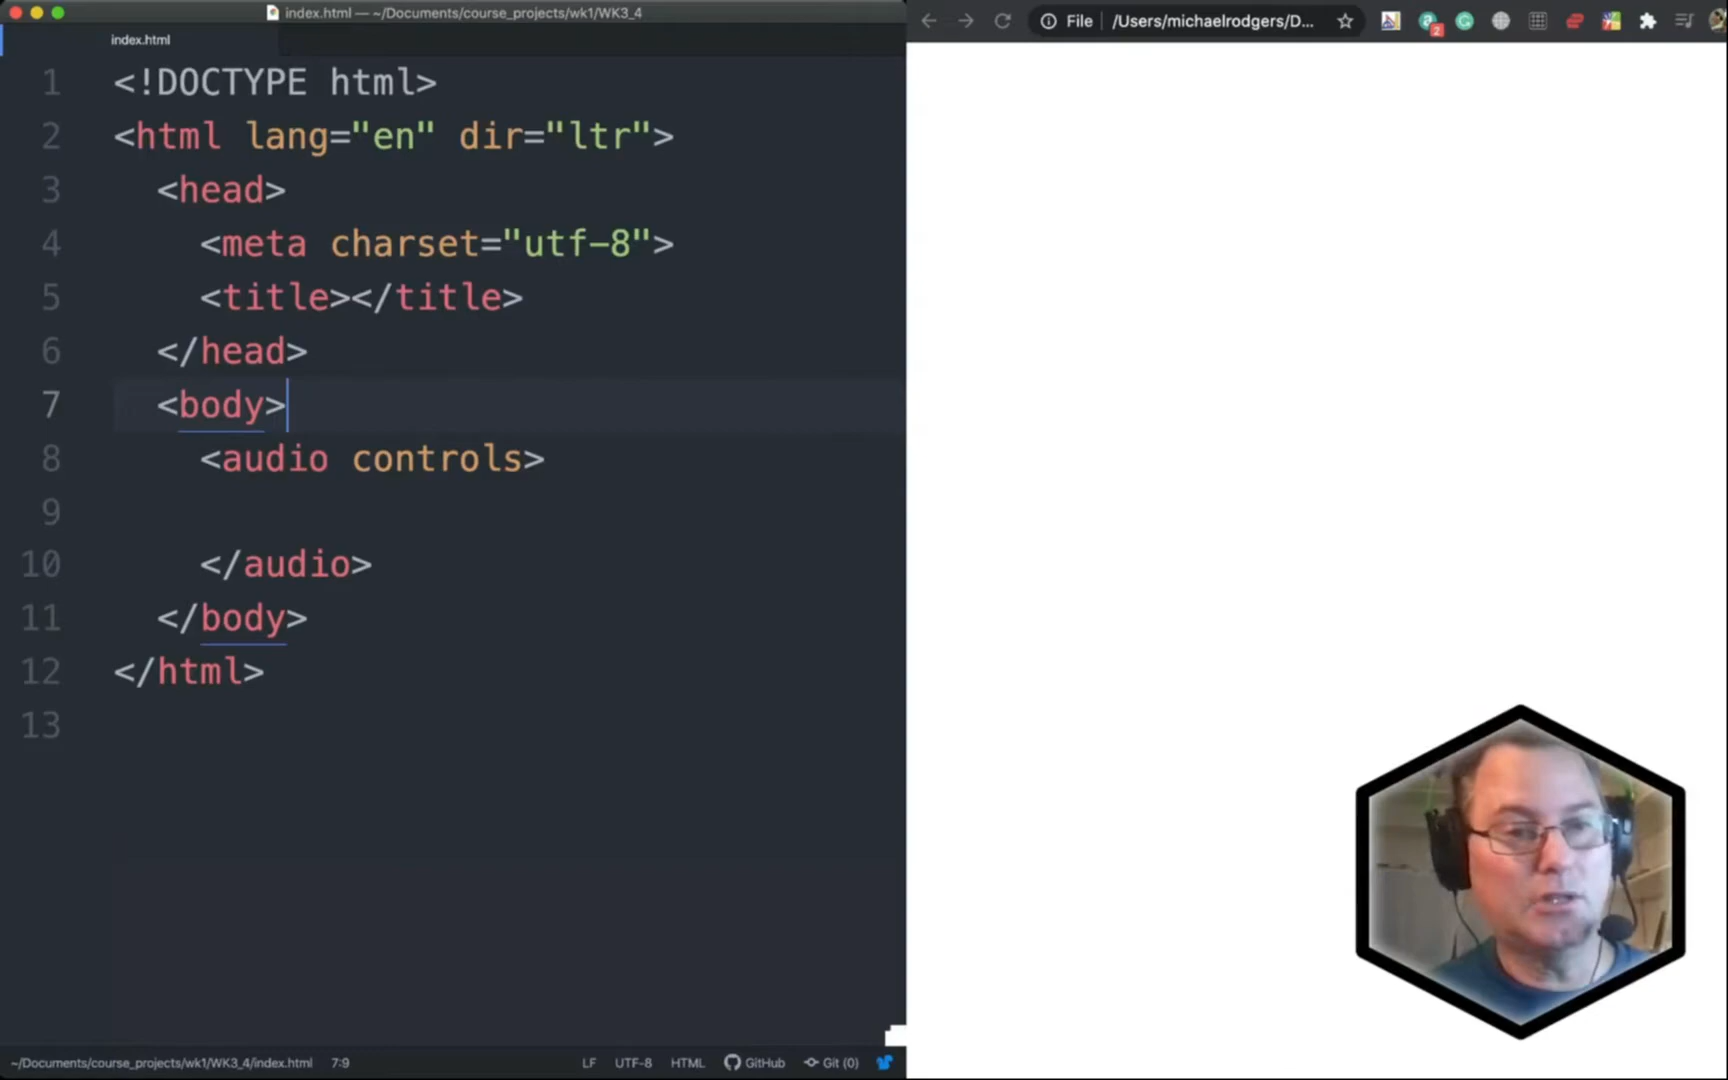 index.html — ~/Documents/course_projects/wk1/WK3_4
File /Users/michaelrodgers/D...
2
index.html
1 <!DOCTYPE html>
2 <html lang="en" dir="ltr">
3 <head>
4 <meta charset="utf-8">
5 <title></title>
6 </head>
7 <body>
8 <audio controls>
9
10 </audio>
11 </body>
12 </html>
13
~/Documents/course_projects/wk1/WK3_4/index.html 7:9 LF UTF-8 HTML GitHub Git (0)